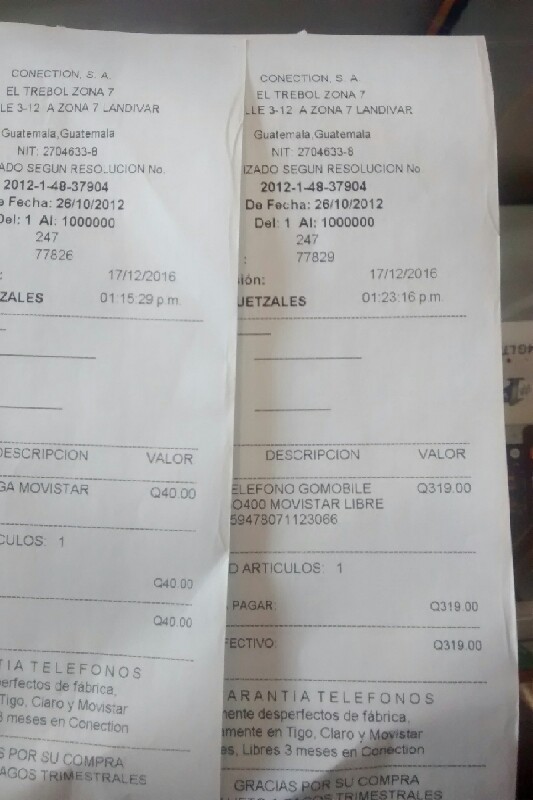 CONECTION, S. A.
EL TREBOL ZONA 7
LLE 3-12 A ZONA 7 LANDIVAR
Guatemala,Guatemala
NIT: 2704633-8
ZADO SEGUN RESOLUCION No.
2012-1-48-37904
e Fecha: 26/10/2012
Del: 1 Al: 1000000
247
77826
: 17/12/2016
ZALES 01:15:29 p.m.
DESCRIPCION VALOR
GA MOVISTAR Q40.00
CULOS: 1
Q40.00
Q40.00
TIA TELEFONOS
perfectos de fábrica,
Tigo, Claro y Movistar
3 meses en Conection
S POR SU COMPRA
AGOS TRIMESTRALES
CONECTION, S. A.
EL TREBOL ZONA 7
LLE 3-12 A ZONA 7 LANDIVAR
Guatemala,Guatemala
NIT: 2704633-8
IZADO SEGUN RESOLUCION No
2012-1-48-37904
De Fecha: 26/10/2012
Del: 1 Al: 1000000
247
: 77829
ión: 17/12/2016
UETZALES 01:23:16 p.m
DESCRIPCION VALOR
ELEFONO GOMOBILE Q319.00
O400 MOVISTAR LIBRE
59478071123066
D ARTICULOS: 1
PAGAR: Q319.00
FECTIVO: Q319.00
ARANTIA TELEFONOS
mente desperfectos de fábrica,
amente en Tigo, Claro y Movistar
es, Libres 3 meses en Conection
GRACIAS POR SU COMPRA
JETO A PAGOS TRIMESTRALES